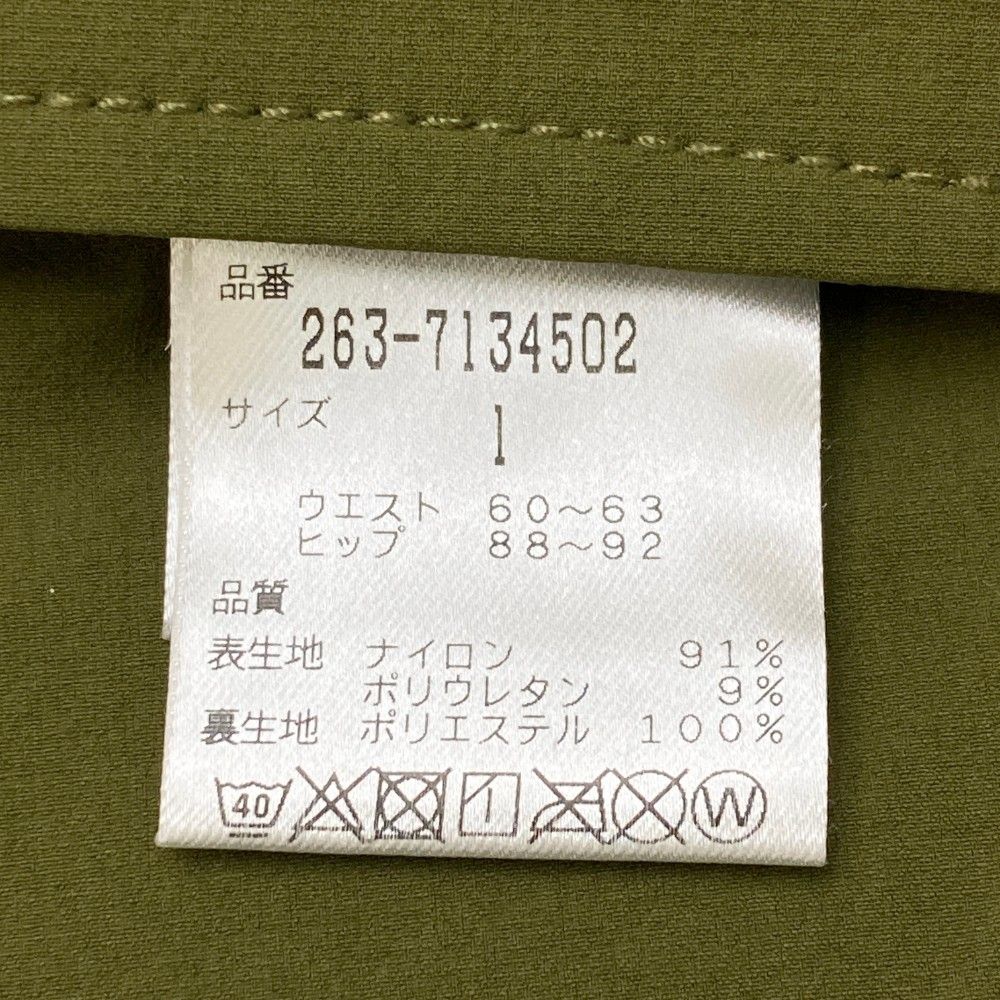 品番
263-7134502
サイズ 1
ウエスト 60～63
ヒップ 88～92
品質
表生地 ナイロン 91%
ポリウレタン 9%
裏生地 ポリエステル 100%
40 W